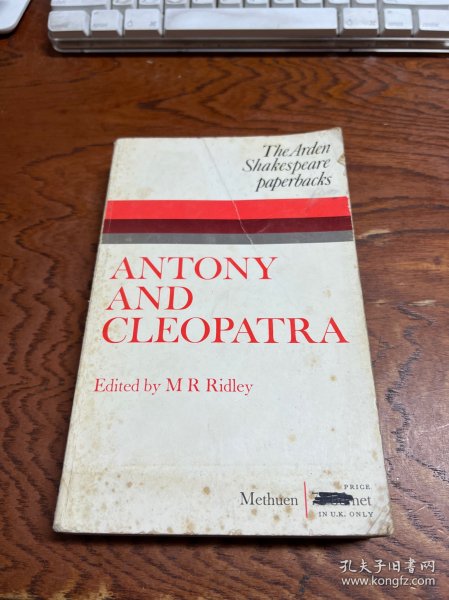 The Arden
Shakespeare
paperbacks
ANTONY
AND
CLEOPATRA
Edited by M R Ridley
Methuen
PRICE
net
IN U.K. ONLY
孔夫子旧书网
www.kongfz.com